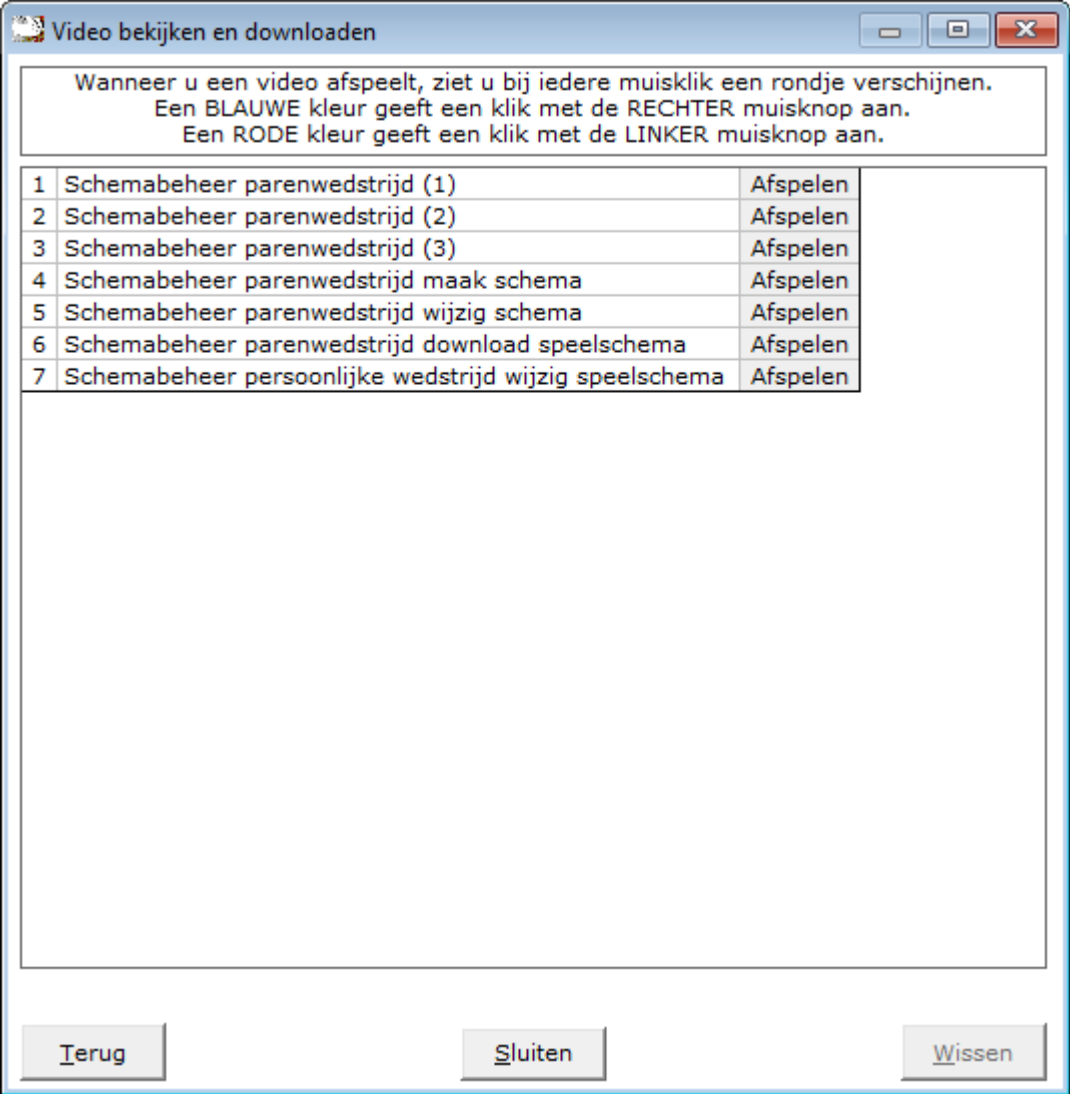 Video bekijken en downloaden
Wanneer u een video afspeelt, ziet u bij iedere muisklik een rondje verschijnen.
Een BLAUWE kleur geeft een klik met de RECHTER muisknop aan.
Een RODE kleur geeft een klik met de LINKER muisknop aan.
1 Schemabeheer parenwedstrijd (1) Afspelen
2 Schemabeheer parenwedstrijd (2) Afspelen
3 Schemabeheer parenwedstrijd (3) Afspelen
4 Schemabeheer parenwedstrijd maak schema Afspelen
5 Schemabeheer parenwedstrijd wijzig schema Afspelen
6 Schemabeheer parenwedstrijd download speelschema Afspelen
7 Schemabeheer persoonlijke wedstrijd wijzig speelschema Afspelen
Terug Sluiten Wissen